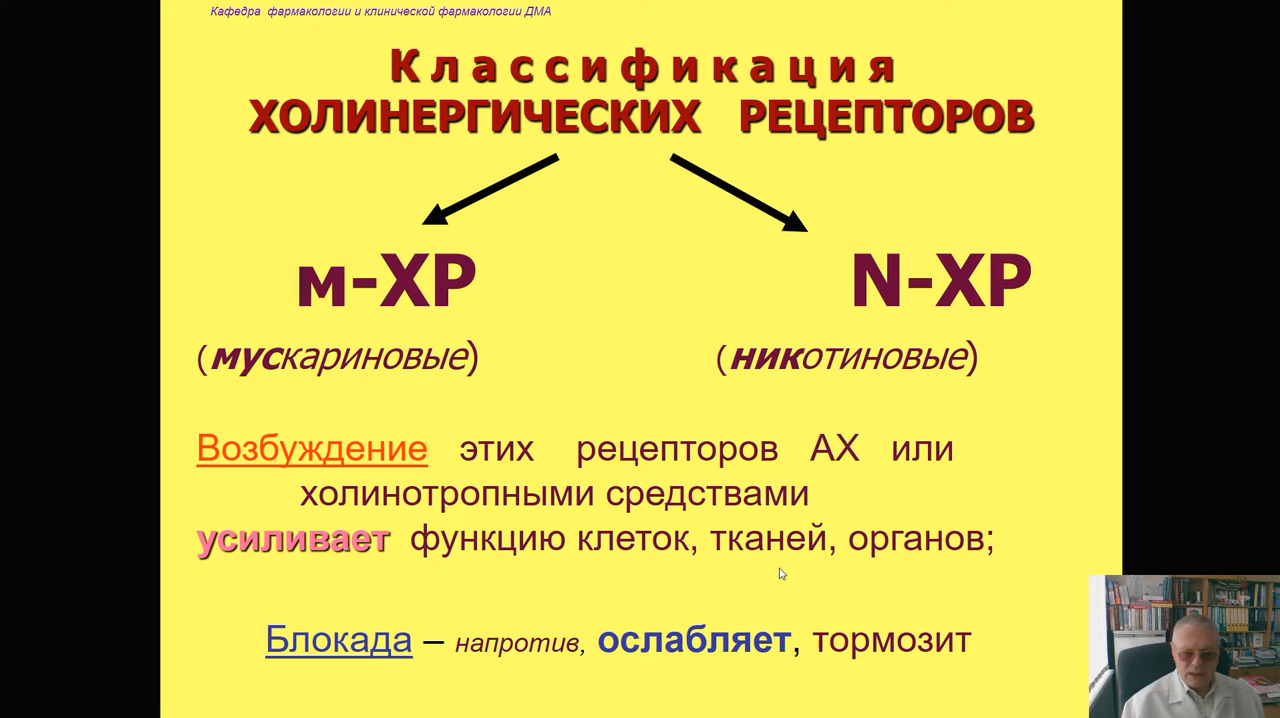 Кафедра фармакологии и клинической фармакологии ДМА
Классификация
ХОЛИНЕРГИЧЕСКИХ РЕЦЕПТОРОВ
м-ХР N-ХР
(мускариновые) (никотиновые)
Возбуждение этих рецепторов АХ или
холинотропными средствами
усиливает функцию клеток, тканей, органов;
Блокада – напротив, ослабляет, тормозит